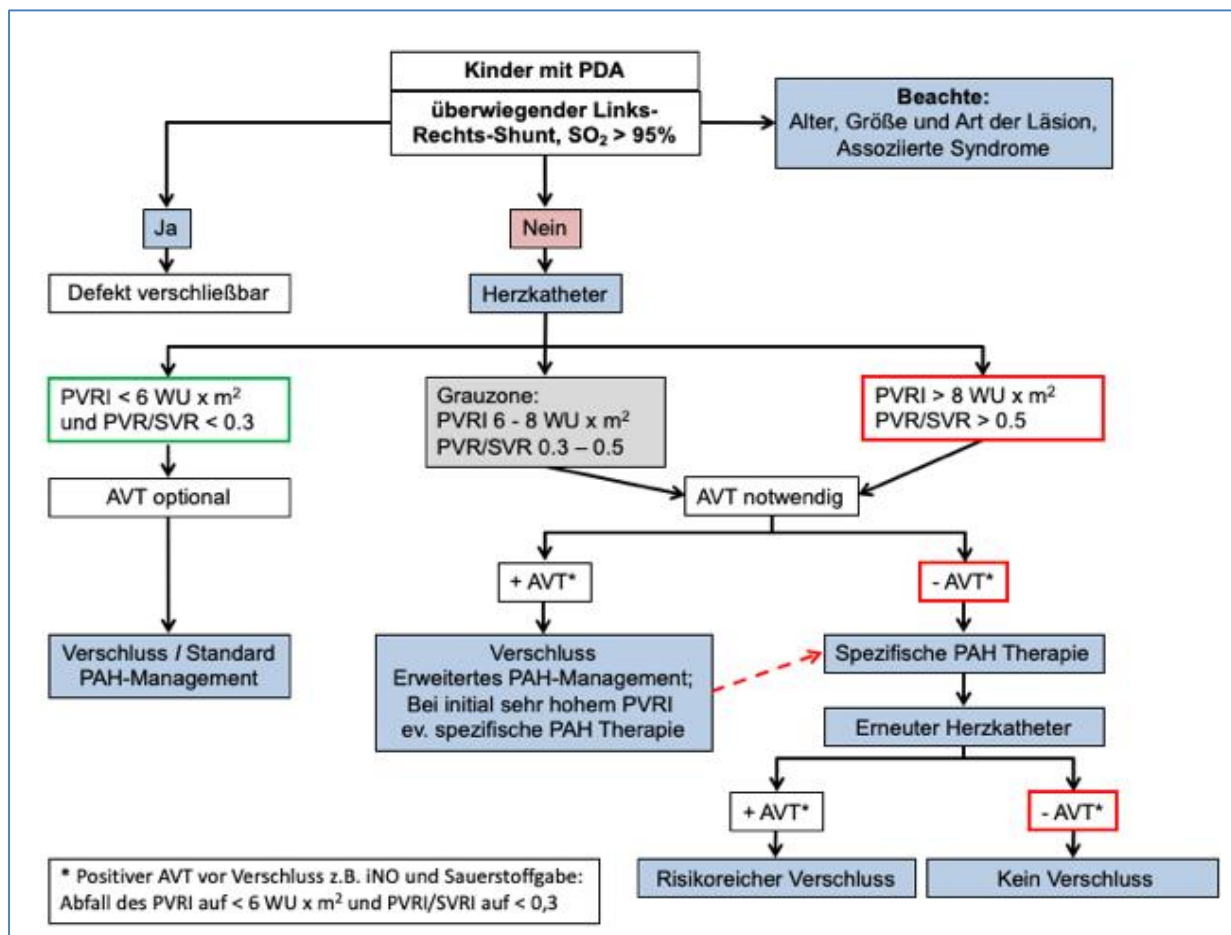 Kinder mit PDA
überwiegender Links-
Rechts-Shunt, SO₂ > 95%
Beachte:
Alter, Größe und Art der Läsion,
Assoziierte Syndrome
Ja
Nein
Defekt verschließbar
Herzkatheter
PVRI < 6 WU x m²
und PVR/SVR < 0.3
Grauzone:
PVRI 6 - 8 WU x m²
PVR/SVR 0.3 – 0.5
PVRI > 8 WU x m²
PVR/SVR > 0.5
AVT optional
AVT notwendig
+ AVT*
- AVT*
Verschluss / Standard
PAH-Management
Verschluss
Erweitertes PAH-Management;
Bei initial sehr hohem PVRI
ev. spezifische PAH Therapie
Spezifische PAH Therapie
Erneuter Herzkatheter
+ AVT*
- AVT*
Risikoreicher Verschluss
Kein Verschluss
* Positiver AVT vor Verschluss z.B. iNO und Sauerstoffgabe:
Abfall des PVRI auf < 6 WU x m² und PVRI/SVRI auf < 0,3